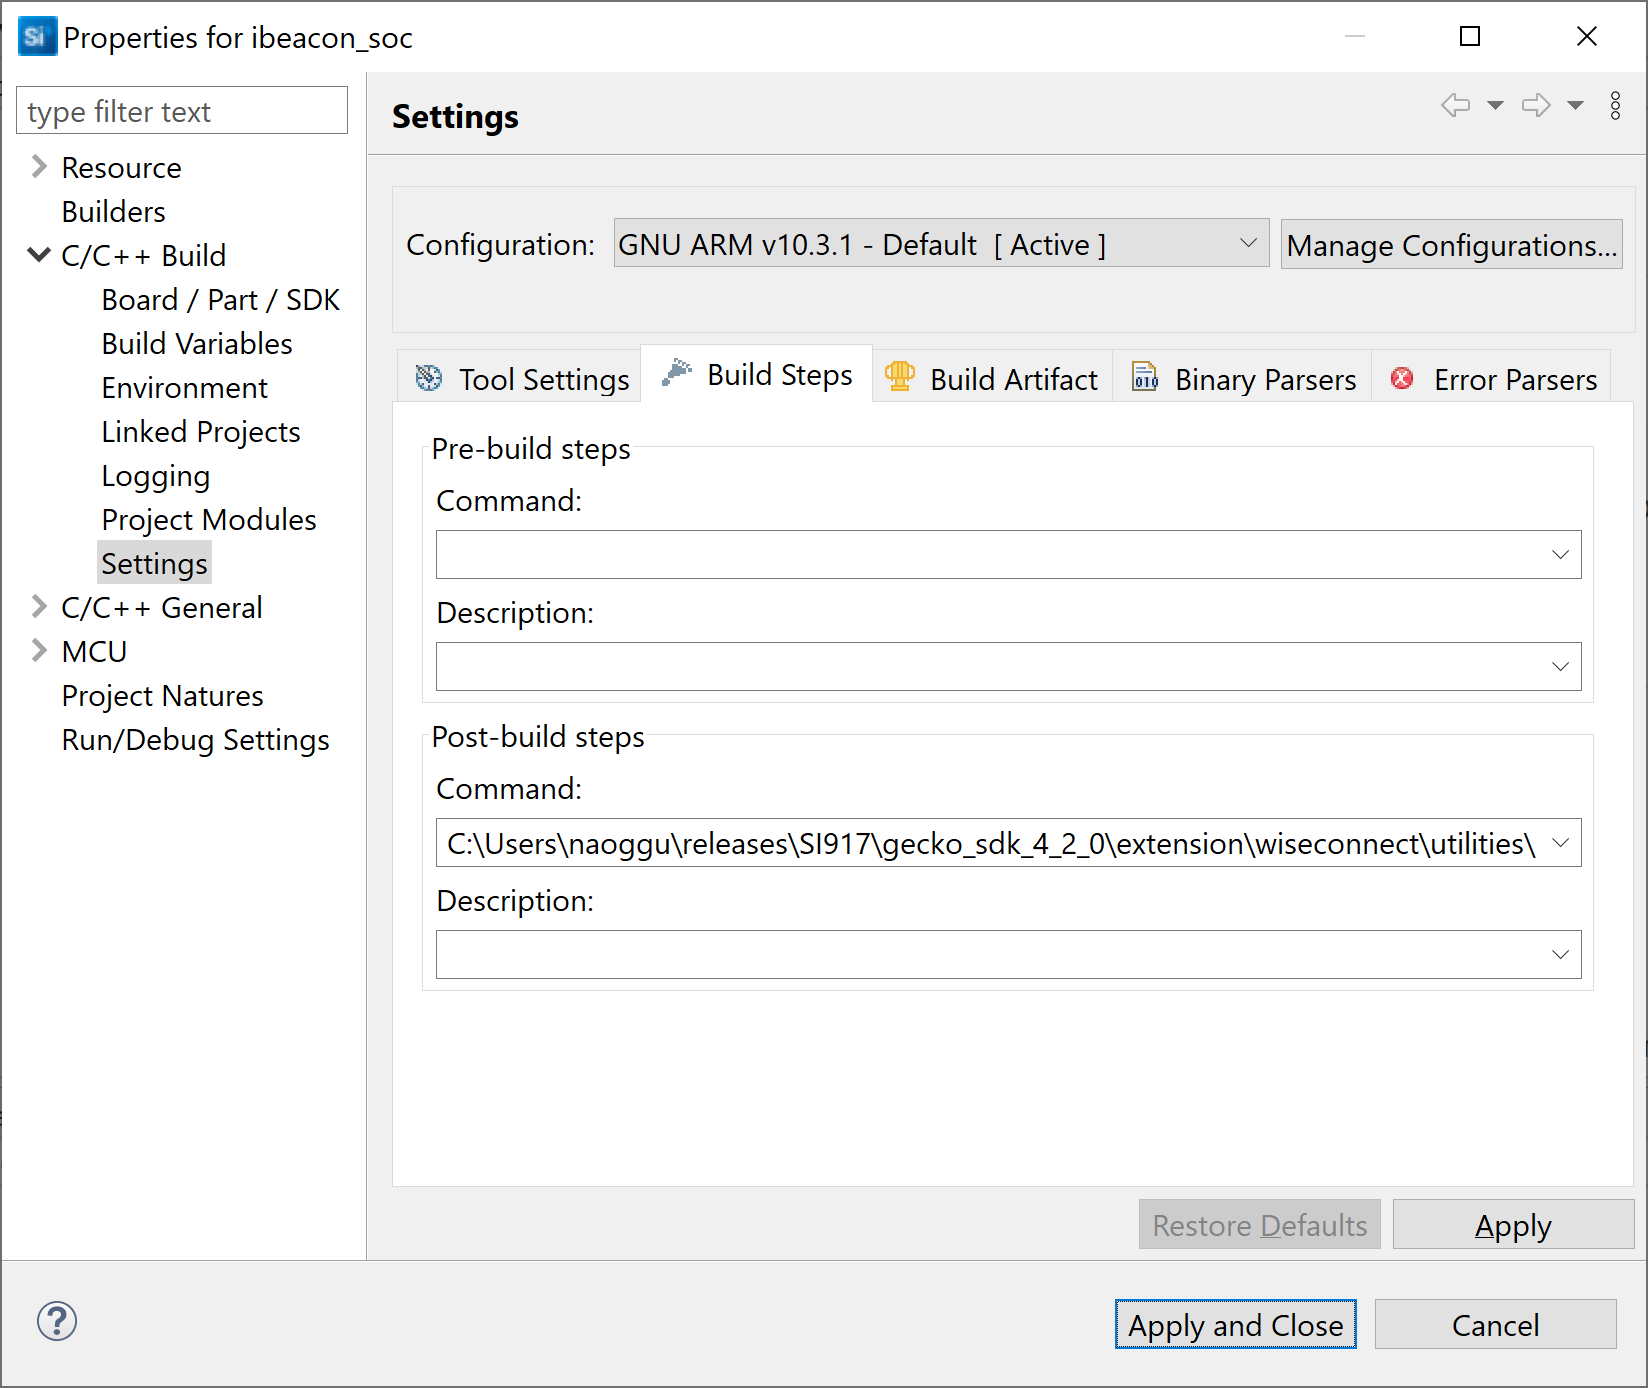 Si Properties for ibeacon_soc
type filter text
Resource
Builders
C/C++ Build
Board / Part / SDK
Build Variables
Environment
Linked Projects
Logging
Project Modules
Settings
C/C++ General
MCU
Project Natures
Run/Debug Settings
Settings
Configuration: GNU ARM v10.3.1 - Default [ Active ] Manage Configurations...
Tool Settings Build Steps Build Artifact 010 Binary Parsers Error Parsers
Pre-build steps
Command:
Description:
Post-build steps
Command:
C:\Users\naoggu\releases\SI917\gecko_sdk_4_2_0\extension\wiseconnect\utilities\
Description:
Restore Defaults Apply
? Apply and Close Cancel